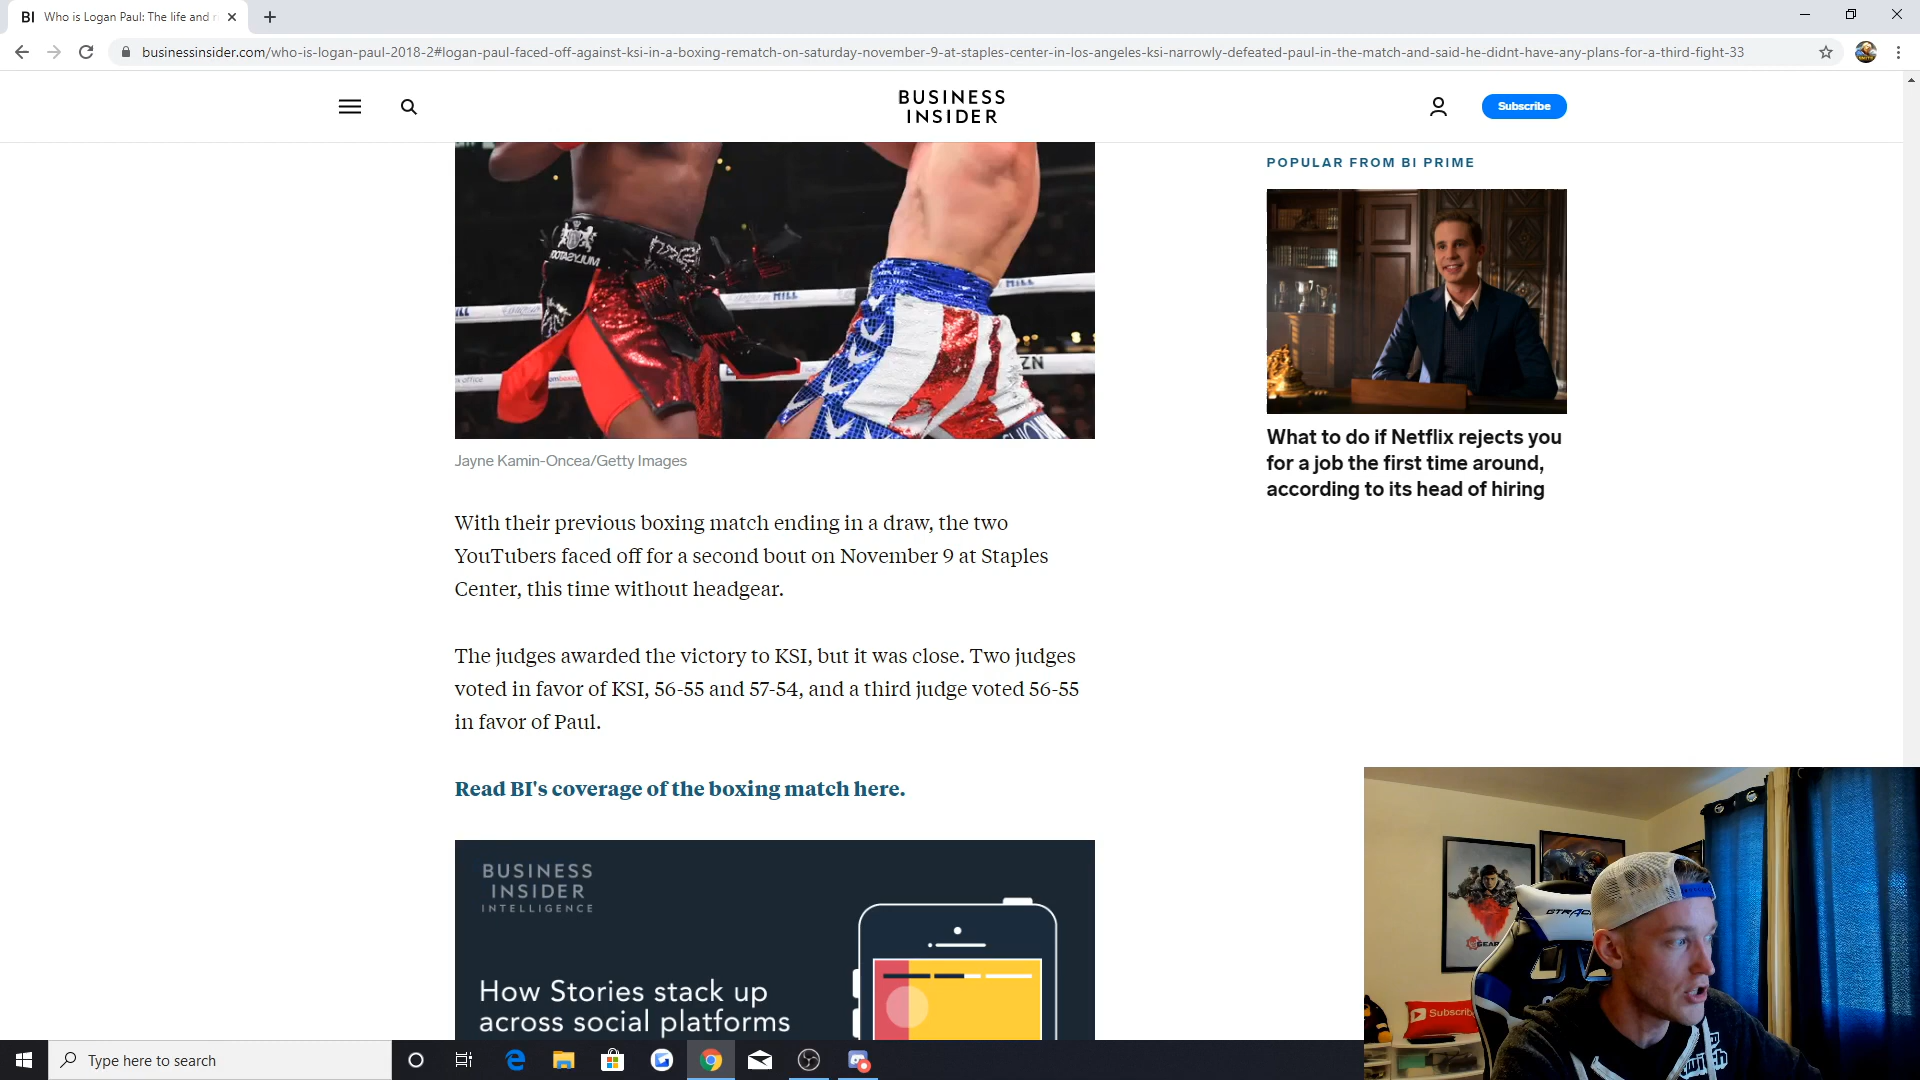 BI Who is Logan Paul: The life and r
businessinsider.com/who-is-logan-paul-2018-2#logan-paul-faced-off-against-ksi-in-a-boxing-rematch-on-saturday-november-9-at-staples-center-in-los-angeles-ksi-narrowly-defeated-paul-in-the-match-and-said-he-didnt-have-any-plans-for-a-third-fight-33
BUSINESS
INSIDER
Subscribe
HILL
ZN
Jayne Kamin-Oncea/Getty Images
With their previous boxing match ending in a draw, the two
YouTubers faced off for a second bout on November 9 at Staples
Center, this time without headgear.
The judges awarded the victory to KSI, but it was close. Two judges
voted in favor of KSI, 56-55 and 57-54, and a third judge voted 56-55
in favor of Paul.
Read BI's coverage of the boxing match here.
BUSINESS
INSIDER
INTELLIGENCE
How Stories stack up
across social platforms
POPULAR FROM BI PRIME
What to do if Netflix rejects you
for a job the first time around,
according to its head of hiring
GTRAC
GEAR
Subscrib
Twitch
Type here to search